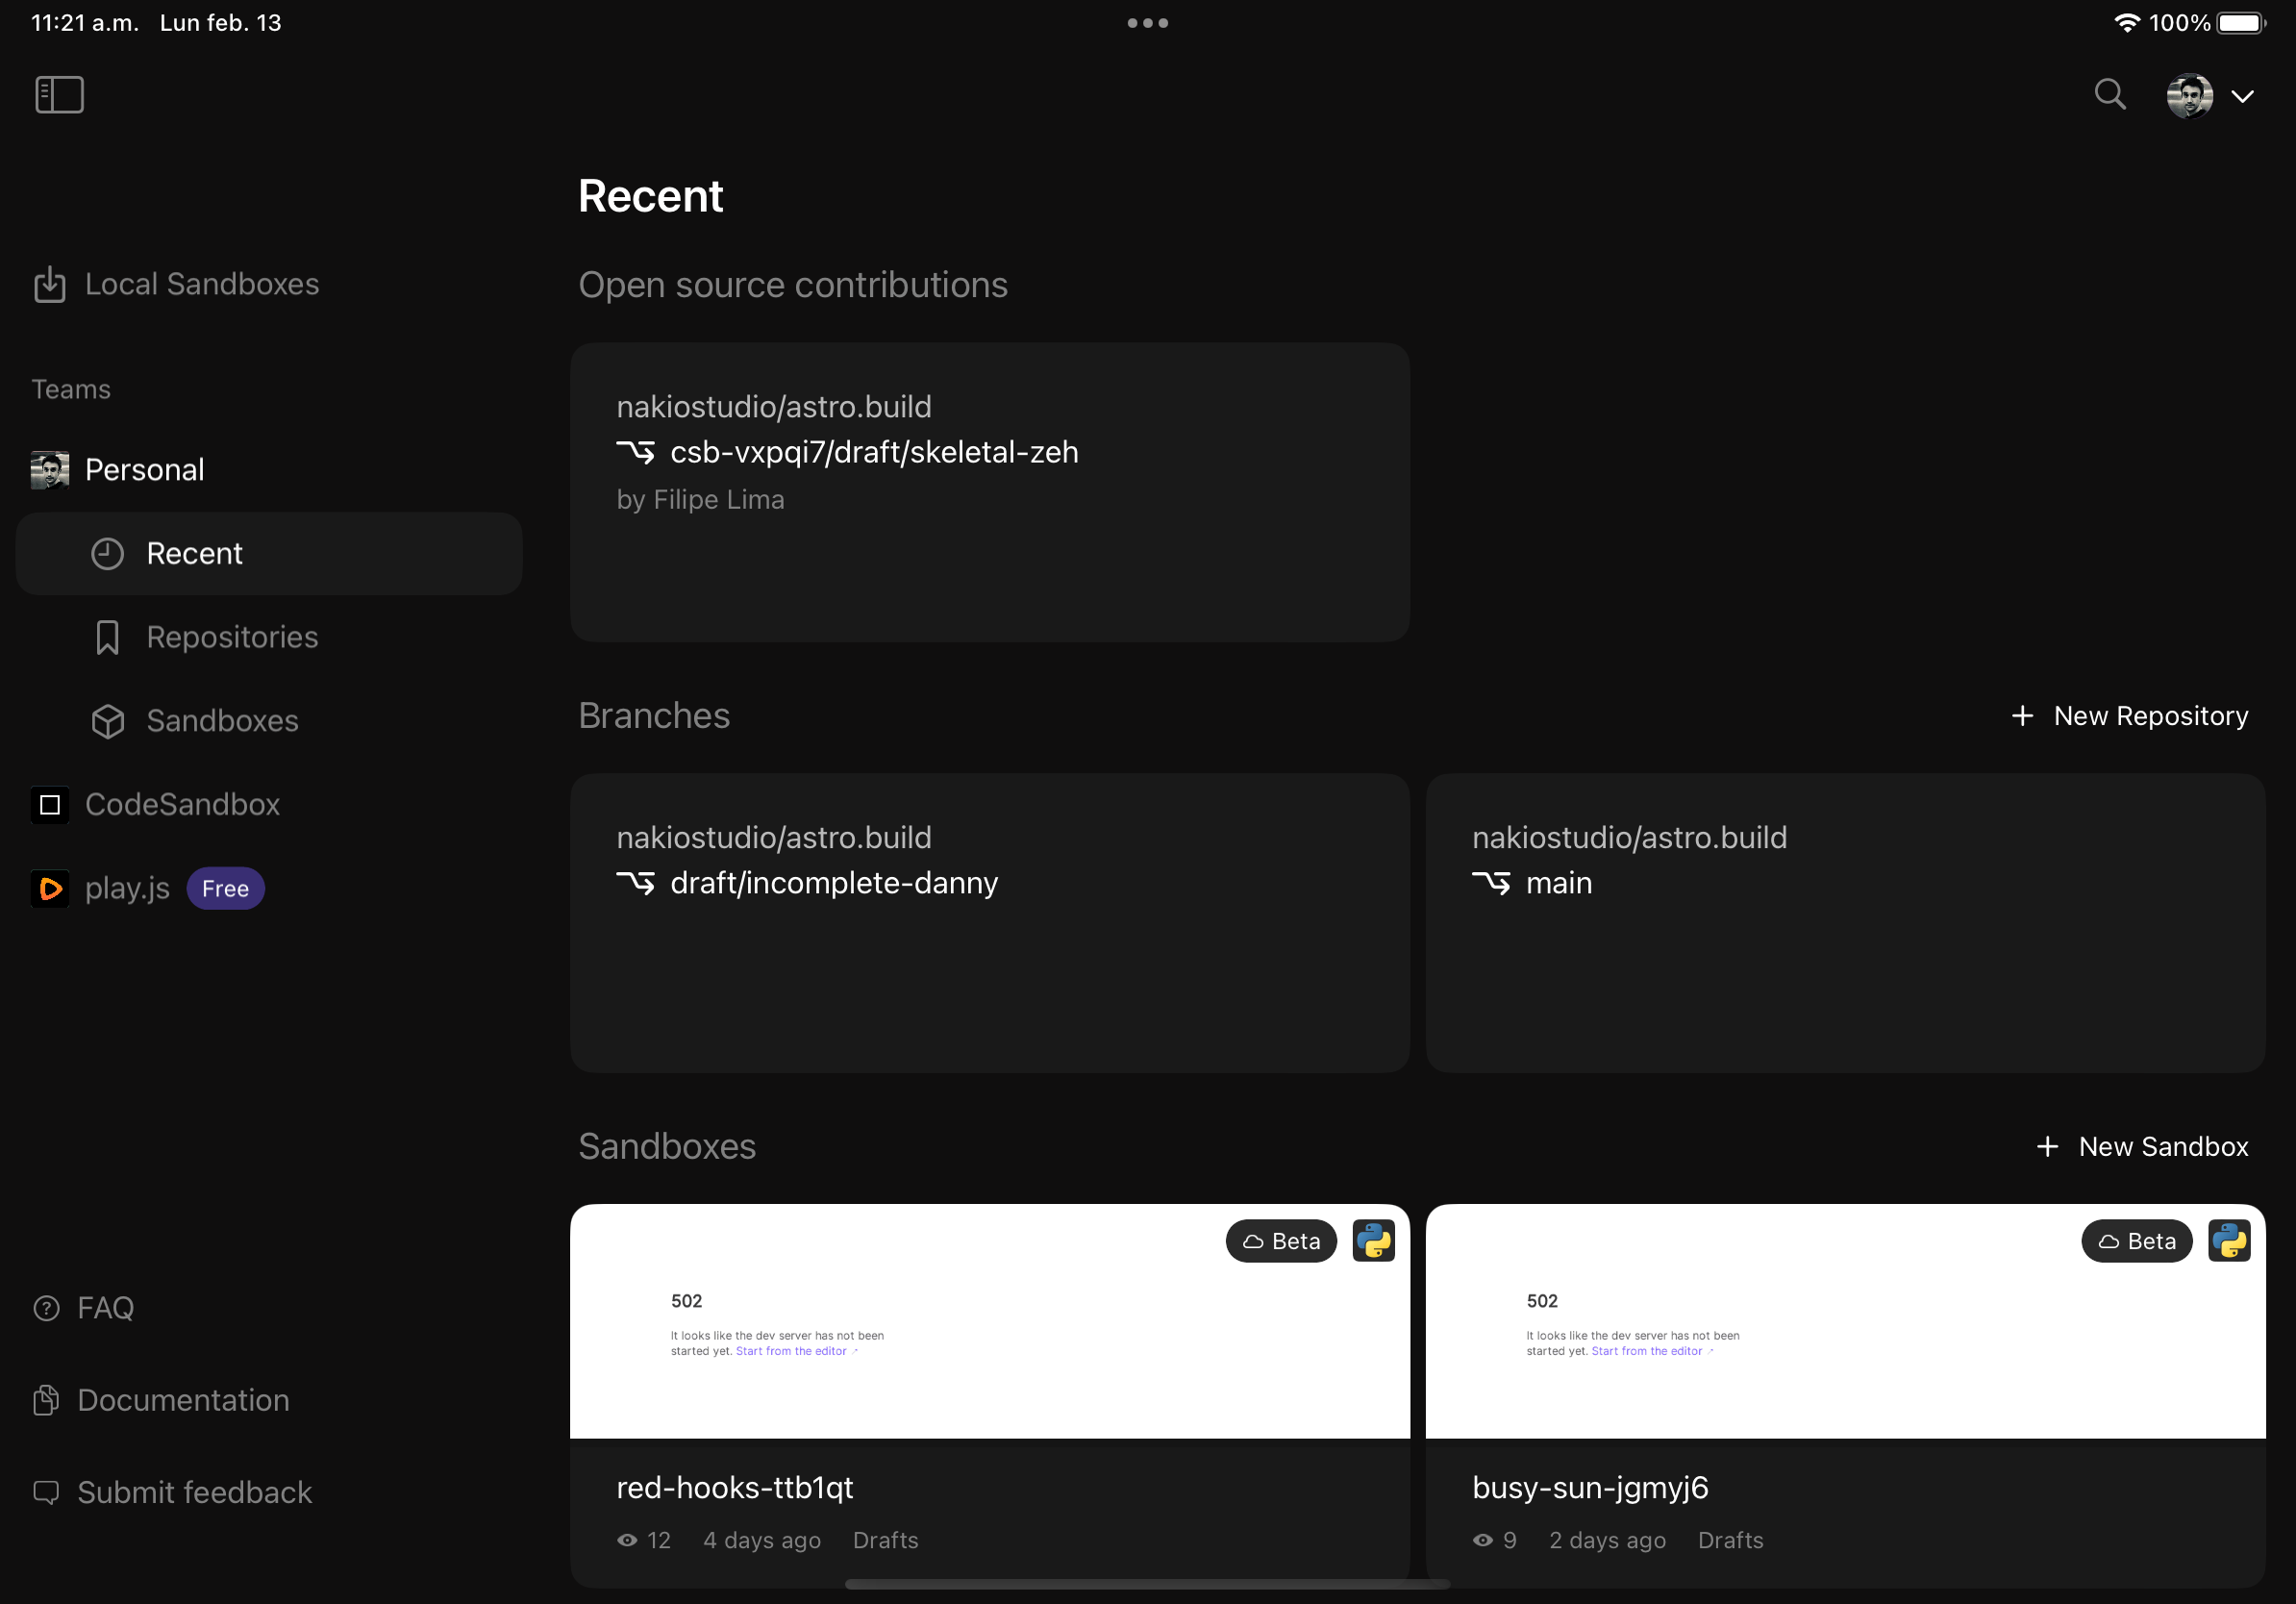 11:21 a.m. Lun feb. 13
100%
Local Sandboxes
Teams
Personal
Recent
Repositories
Sandboxes
CodeSandbox
play.js Free
FAQ
Documentation
Submit feedback
Recent
Open source contributions
nakiostudio/astro.build
csb-vxpqi7/draft/skeletal-zeh
by Filipe Lima
Branches
New Repository
nakiostudio/astro.build
draft/incomplete-danny
nakiostudio/astro.build
main
Sandboxes
New Sandbox
Beta
502
It looks like the dev server has not been
started yet. Start from the editor ↗
red-hooks-ttb1qt
12 4 days ago Drafts
Beta
502
It looks like the dev server has not been
started yet. Start from the editor ↗
busy-sun-jgmyj6
9 2 days ago Drafts